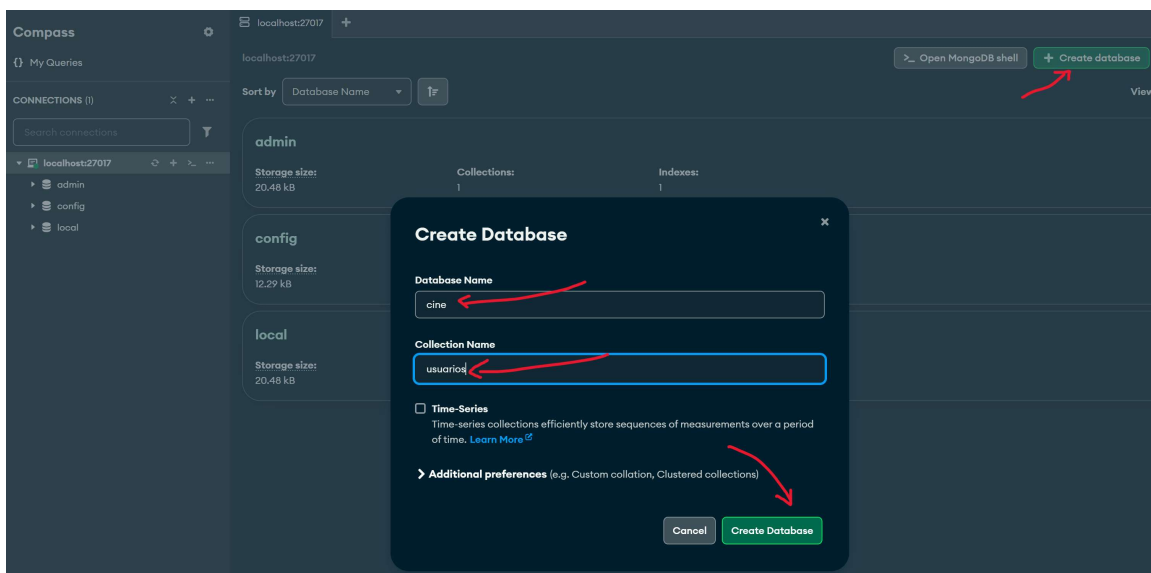 Compass
{} My Queries
CONNECTIONS (1)
Search connections
localhost:27017
admin
config
local
localhost:27017
localhost:27017
>_ Open MongoDB shell
+ Create database
Sort by Database Name
View
admin
Storage size: Collections: Indexes:
20.48 kB 1 1
config
Storage size:
12.29 kB
local
Storage size:
20.48 kB
Create Database
Database Name
cine
Collection Name
usuarios
Time-Series
Time-series collections efficiently store sequences of measurements over a period
of time. Learn More
Additional preferences (e.g. Custom collation, Clustered collections)
Cancel Create Database